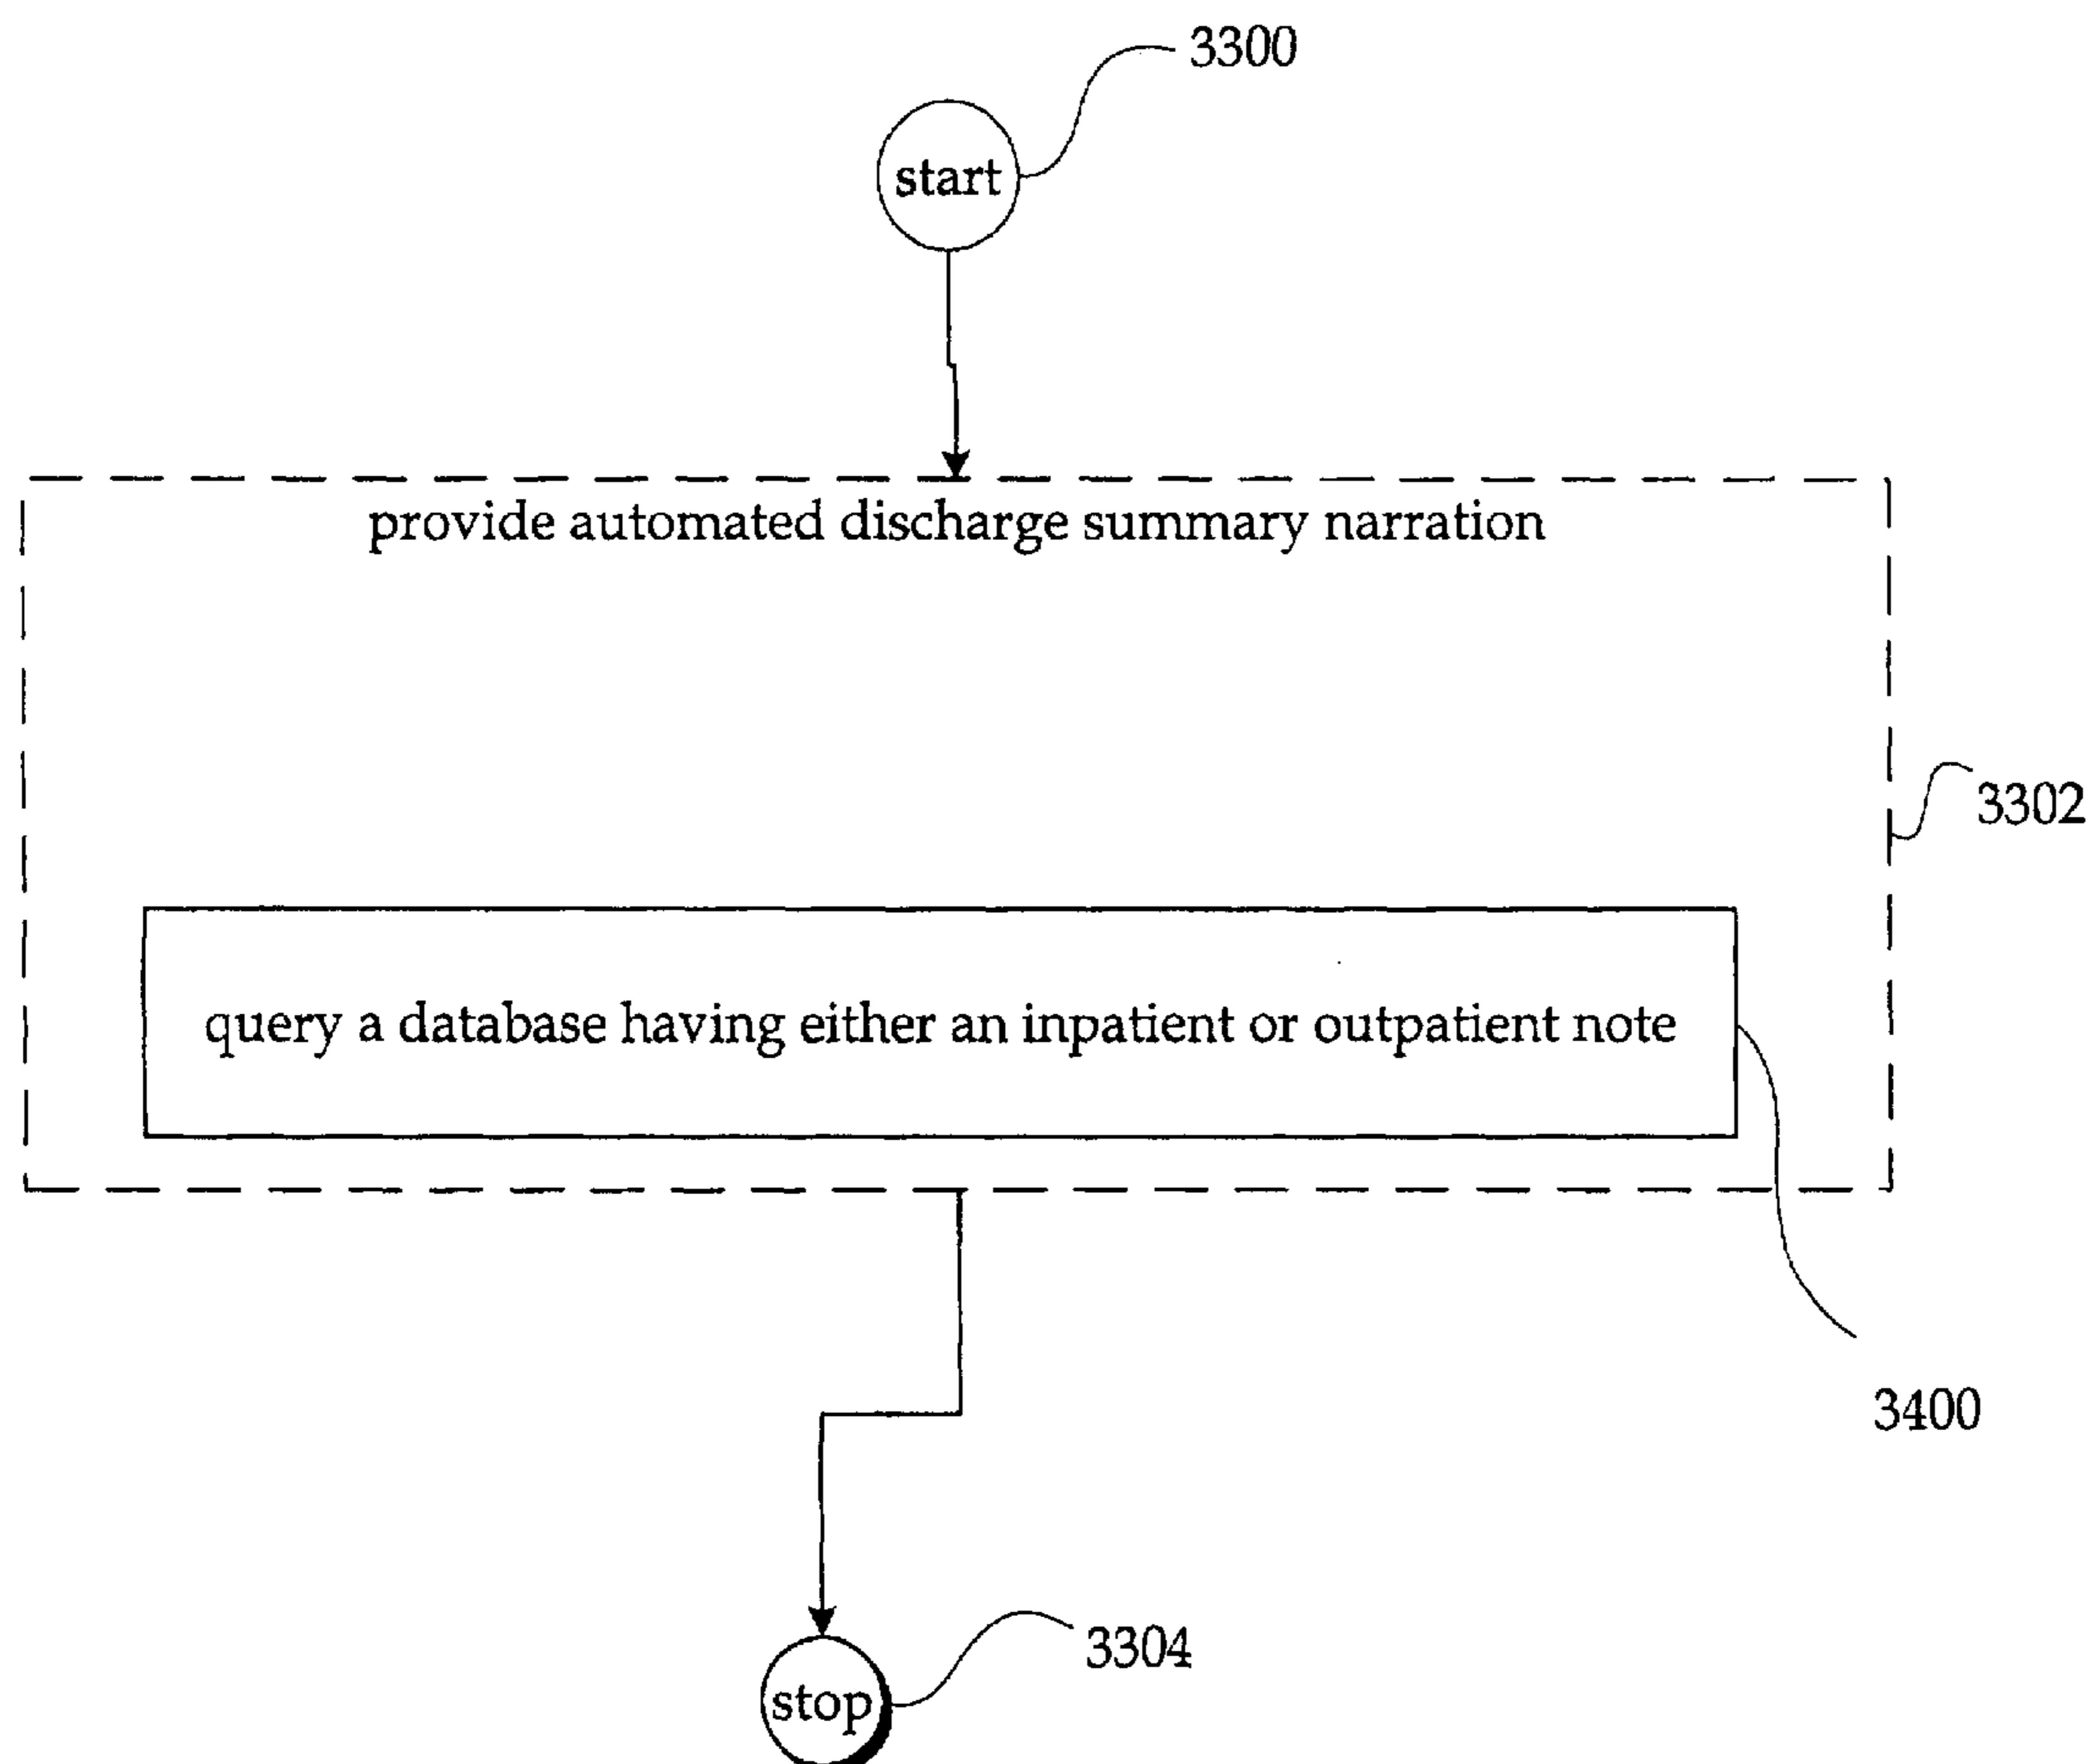 3300
start
provide automated discharge summary narration
3302
query a database having either an inpatient or outpatient note
3400
3304
stop